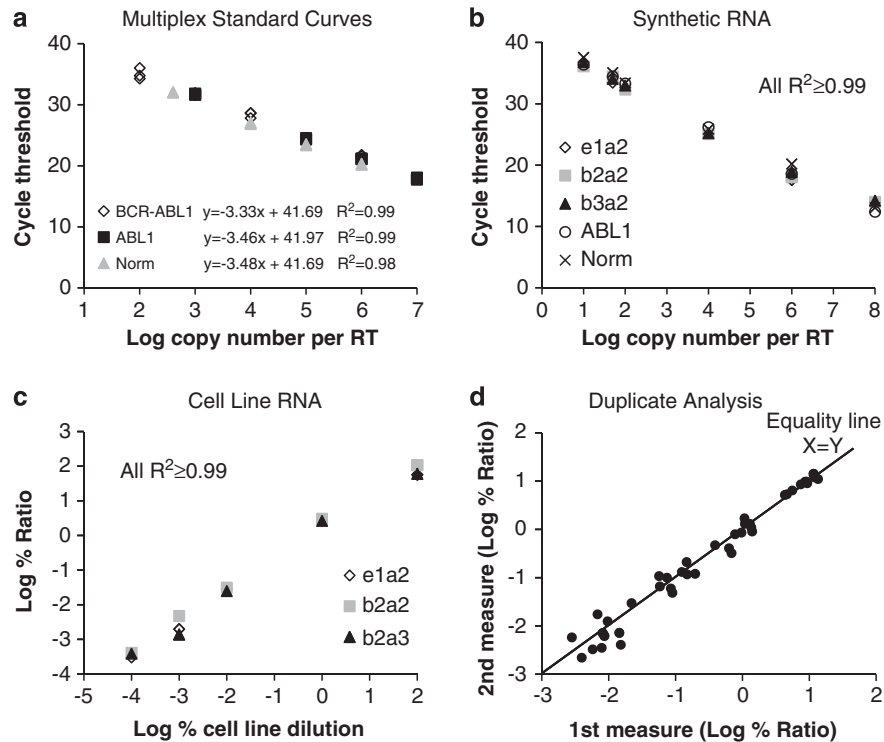 a Multiplex Standard Curves
40
30
20
10
0
Cycle threshold
BCR-ABL1 y=-3.33x + 41.69 R²=0.99
ABL1 y=-3.46x + 41.97 R²=0.99
Norm y=-3.48x + 41.69 R²=0.98
1 2 3 4 5 6 7
Log copy number per RT
b Synthetic RNA
40
30
20
10
0
Cycle threshold
All R²≥0.99
e1a2
b2a2
b3a2
ABL1
Norm
0 1 2 3 4 5 6 7 8
Log copy number per RT
c Cell Line RNA
3
2
1
0
-1
-2
-3
-4
Log % Ratio
All R²≥0.99
e1a2
b2a2
b2a3
-5 -4 -3 -2 -1 0 1 2
Log % cell line dilution
d Duplicate Analysis
Equality line
X=Y
2
1
0
-1
-2
-3
2nd measure (Log % Ratio)
-3 -2 -1 0 1 2
1st measure (Log % Ratio)